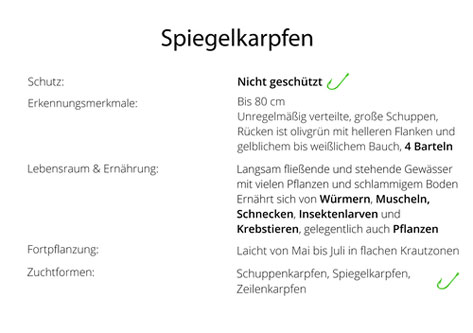 Spiegelkarpfen
Schutz: Nicht geschützt
Erkennungsmerkmale: Bis 80 cm
Unregelmäßig verteilte, große Schuppen,
Rücken ist olivgrün mit helleren Flanken und
gelblichem bis weißlichem Bauch, 4 Barteln
Lebensraum & Ernährung: Langsam fließende und stehende Gewässer
mit vielen Pflanzen und schlammigem Boden
Ernährt sich von Würmern, Muscheln,
Schnecken, Insektenlarven und
Krebstieren, gelegentlich auch Pflanzen
Fortpflanzung: Laicht von Mai bis Juli in flachen Krautzonen
Zuchtformen: Schuppenkarpfen, Spiegelkarpfen,
Zeilenkarpfen